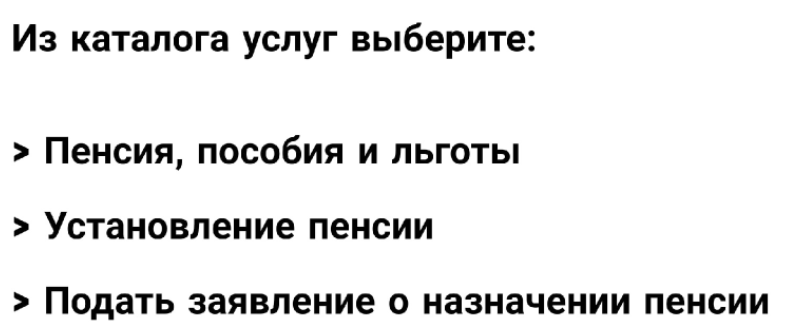 Из каталога услуг выберите:
> Пенсия, пособия и льготы
> Установление пенсии
> Подать заявление о назначении пенсии